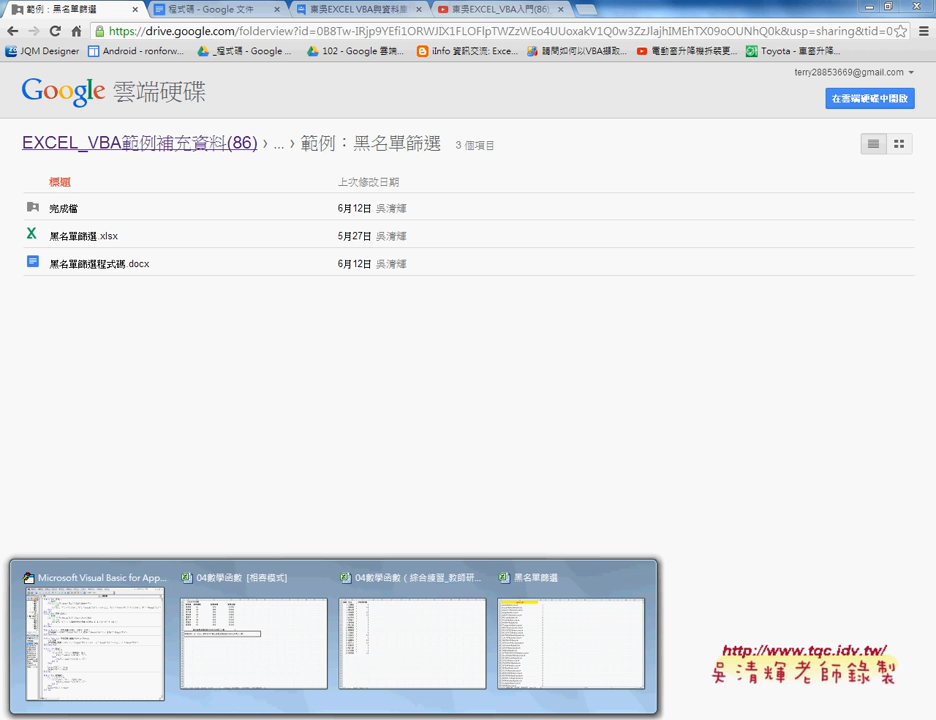 範例：黑名單篩選
程式碼 - Google 文件
東吳EXCEL VBA與資料庫
東吳EXCEL_VBA入門(86)
https://drive.google.com/folderview?id=0B8Tw-IRjp9YEfi1ORWJIX1FLOFlpTWZzWEo4UUoxakV1Q0w3ZzJlajhIMEhTX09oOUNhQ0k&usp=sharing&tid=0
JQM Designer
Android - ronforw...
_程式碼 - Google ...
102 - Google 雲端...
iInfo 資訊交流: Exce...
請問如何以VBA擷取...
電動塞升降機拆裝更...
Toyota - 車塞升降...
terry28853669@gmail.com
Google 雲端硬碟
在雲端硬碟中開啟
EXCEL_VBA範例補充資料(86) › ... › 範例：黑名單篩選 3 個項目
標題 上次修改日期
完成檔 6月12日 吳清輝
黑名單篩選.xlsx 5月27日 吳清輝
黑名單篩選程式碼.docx 6月12日 吳清輝
Microsoft Visual Basic for App...
04數學函數 [相容模式]
04數學函數（綜合練習_教師研...
黑名單篩選
http://www.tqc.idv.tw/
吳清輝老師錄製